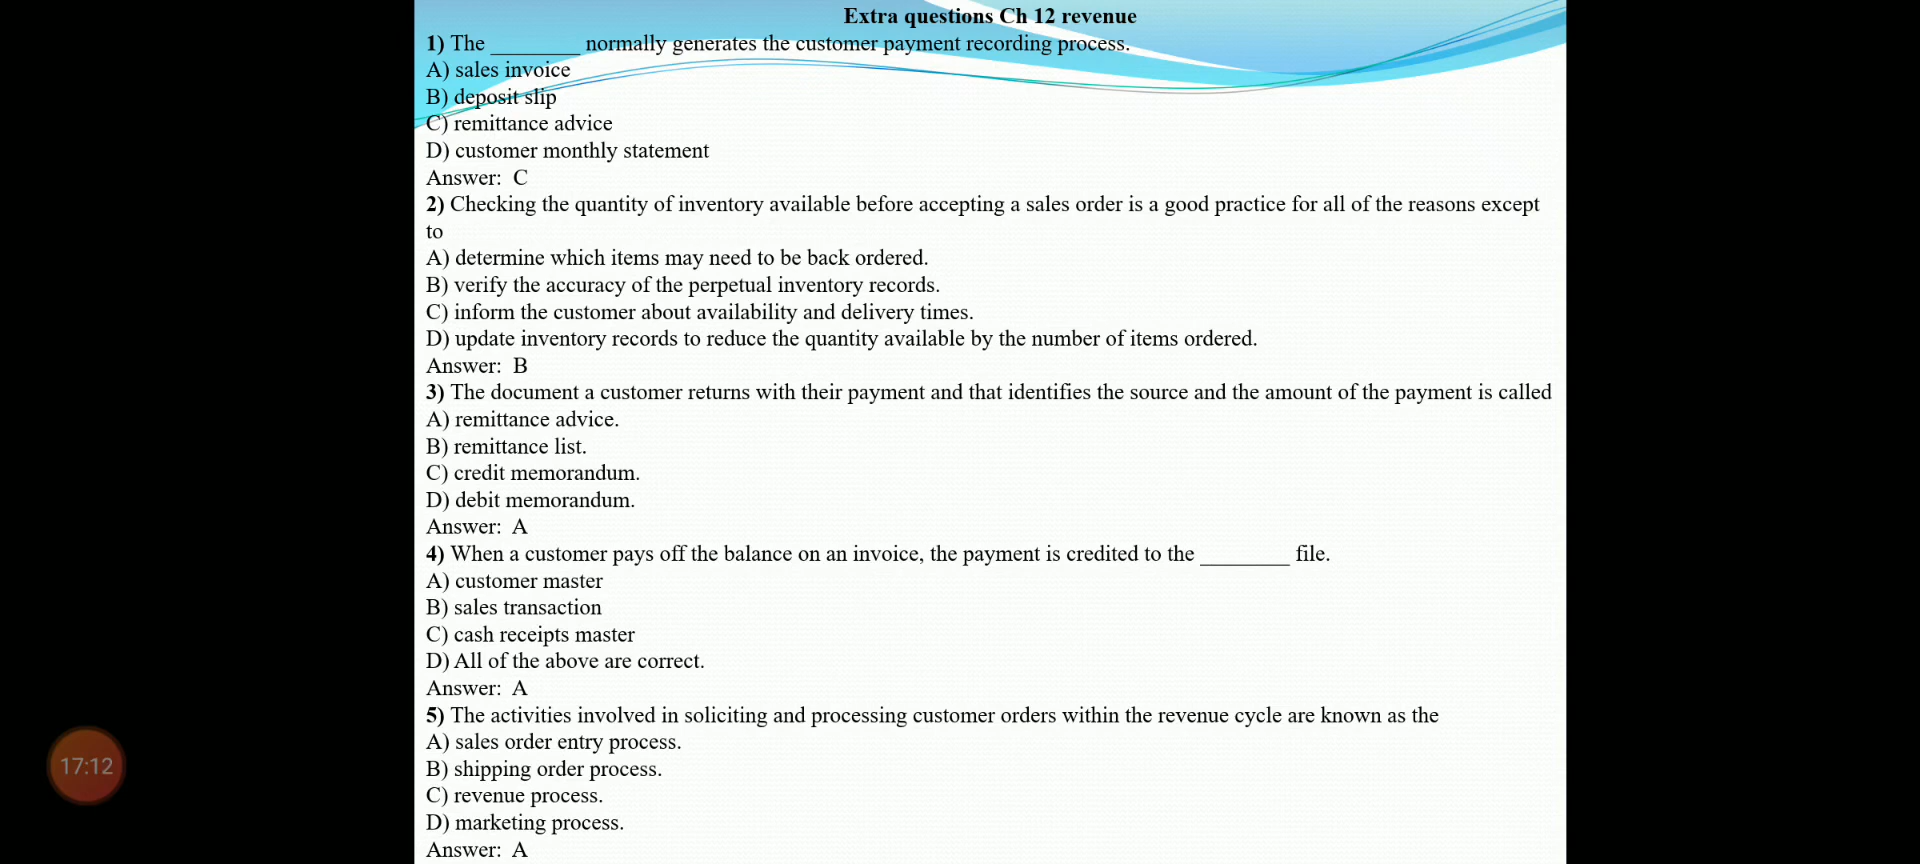 Extra questions Ch 12 revenue
1) The ________ normally generates the customer payment recording process.
A) sales invoice
B) deposit slip
C) remittance advice
D) customer monthly statement
Answer: C
2) Checking the quantity of inventory available before accepting a sales order is a good practice for all of the reasons except
to
A) determine which items may need to be back ordered.
B) verify the accuracy of the perpetual inventory records.
C) inform the customer about availability and delivery times.
D) update inventory records to reduce the quantity available by the number of items ordered.
Answer: B
3) The document a customer returns with their payment and that identifies the source and the amount of the payment is called
A) remittance advice.
B) remittance list.
C) credit memorandum.
D) debit memorandum.
Answer: A
4) When a customer pays off the balance on an invoice, the payment is credited to the ________ file.
A) customer master
B) sales transaction
C) cash receipts master
D) All of the above are correct.
Answer: A
5) The activities involved in soliciting and processing customer orders within the revenue cycle are known as the
A) sales order entry process.
B) shipping order process.
C) revenue process.
D) marketing process.
Answer: A
17:12